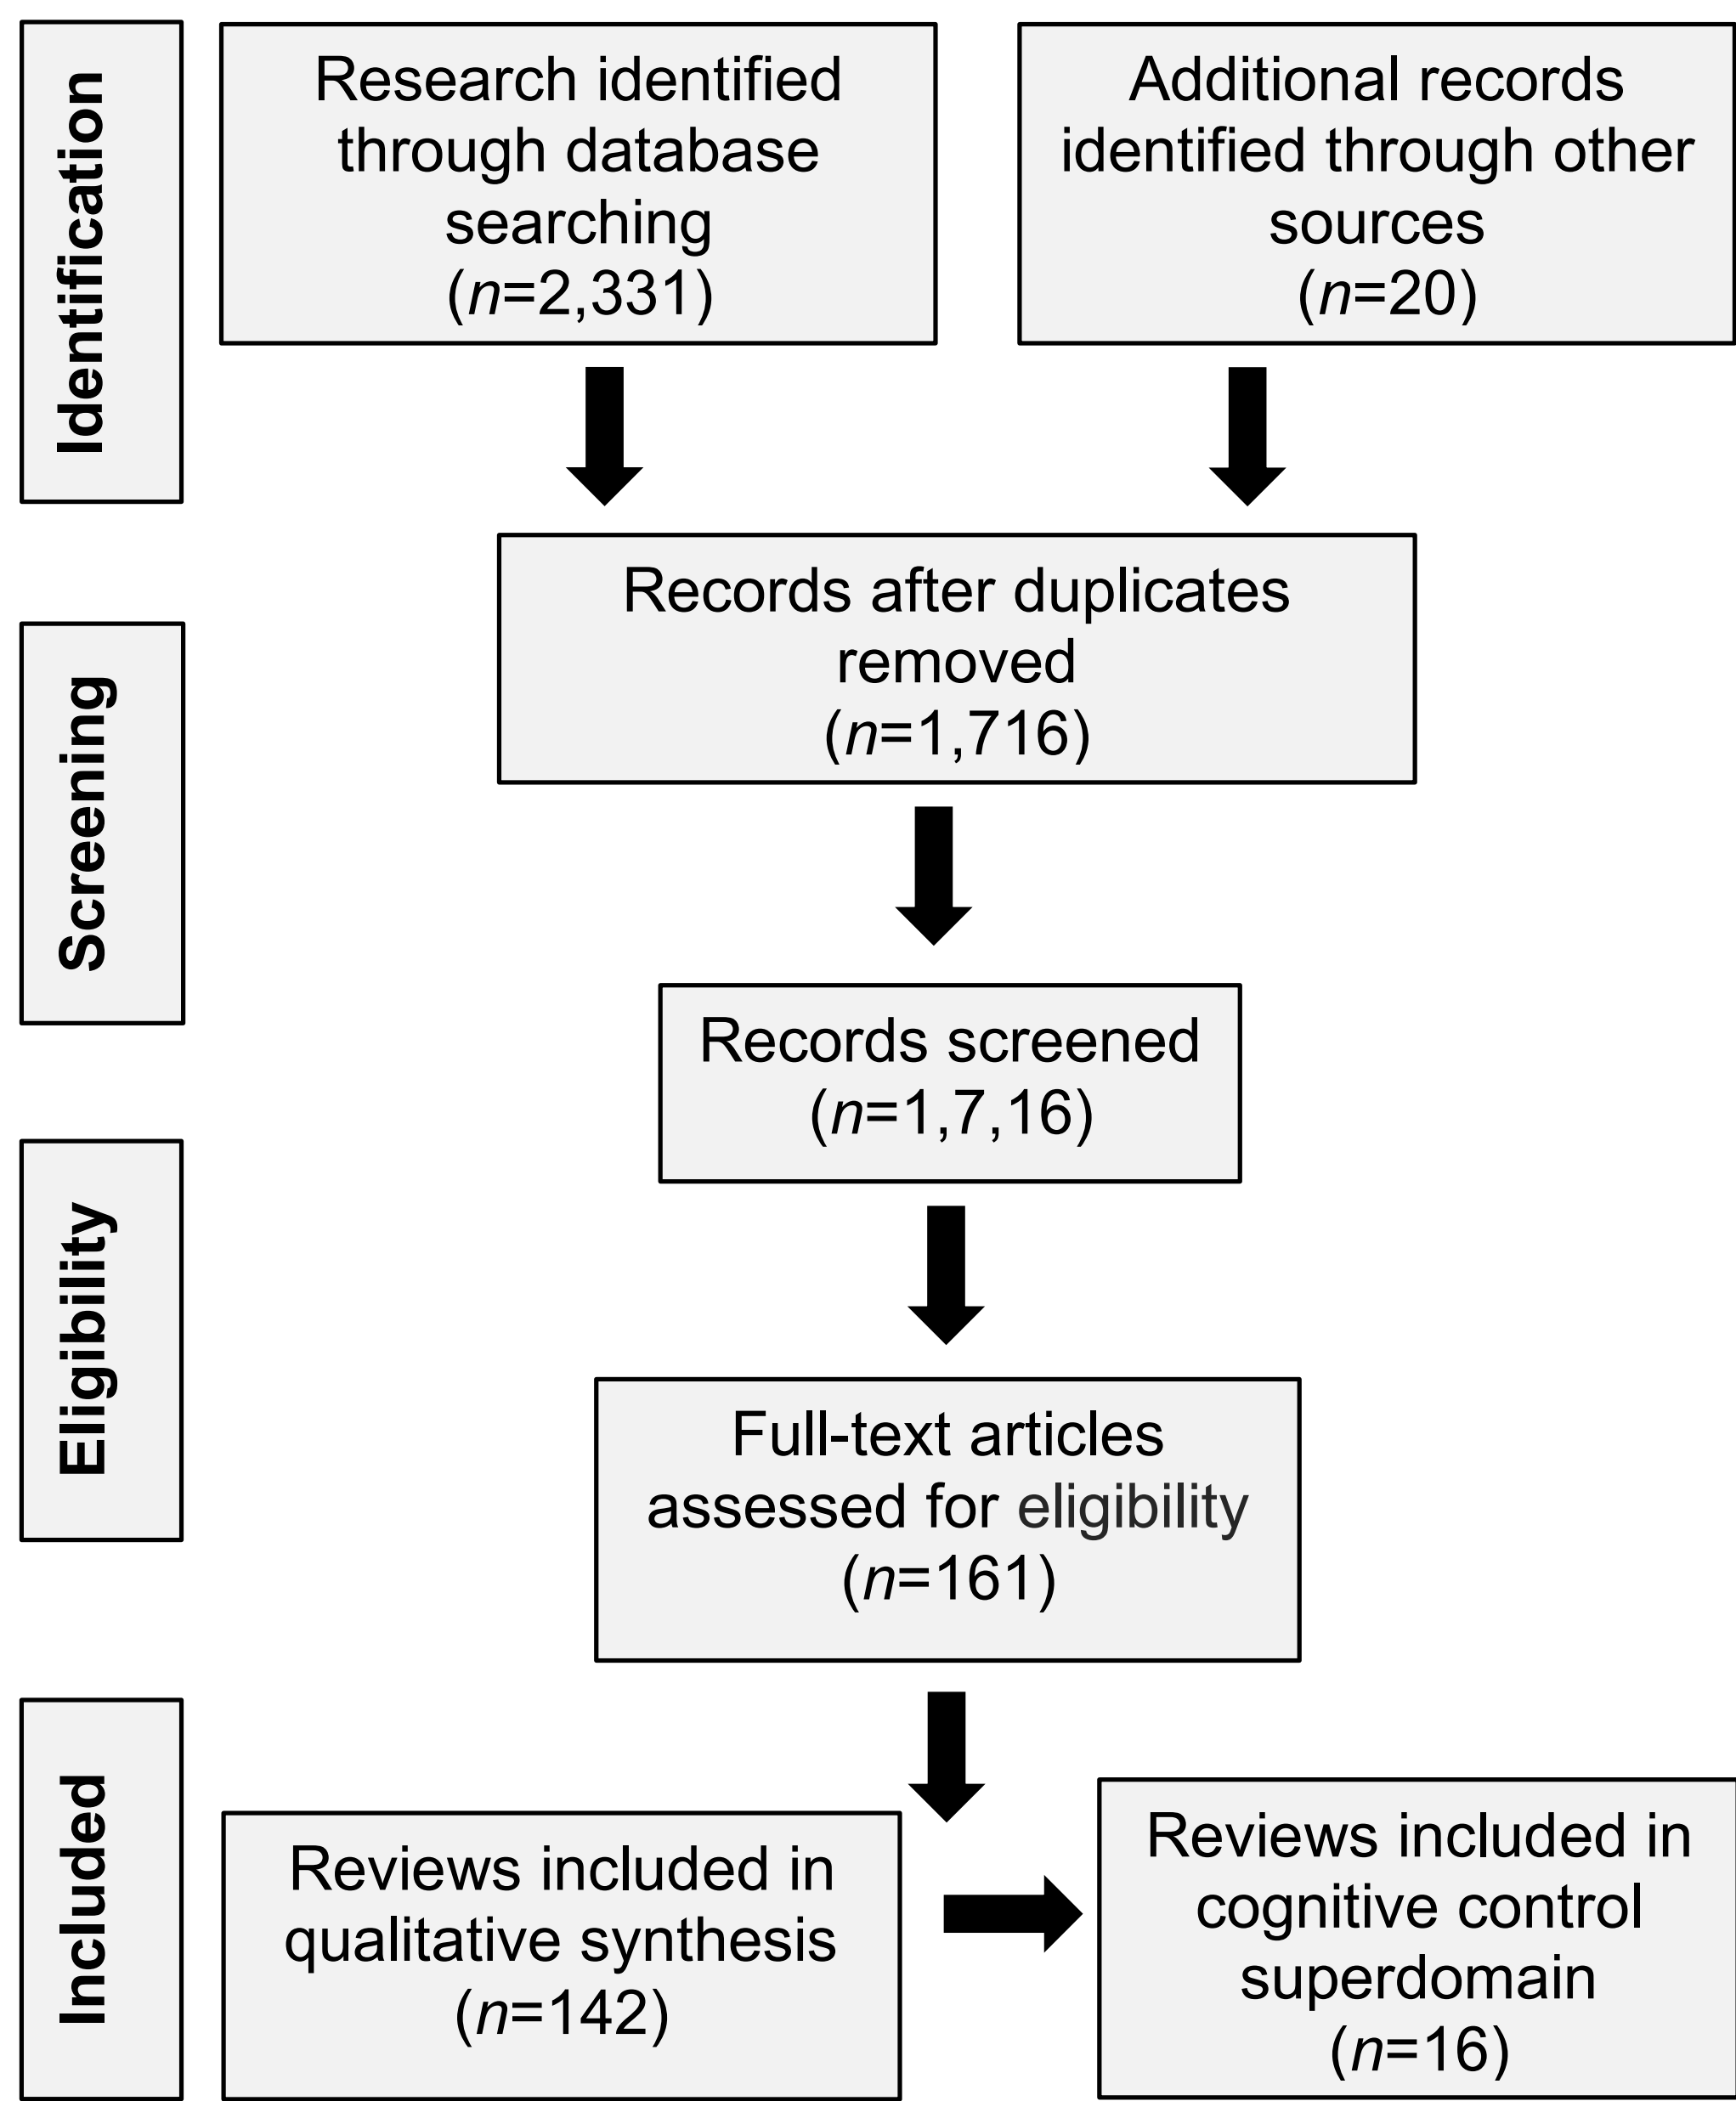 Identification
Research identified
through database
searching
(n=2,331)
Additional records
identified through other
sources
(n=20)
Screening
Records after duplicates
removed
(n=1,716)
Records screened
(n=1,7,16)
Eligibility
Full-text articles
assessed for eligibility
(n=161)
Included
Reviews included in
qualitative synthesis
(n=142)
Reviews included in
cognitive control
superdomain
(n=16)